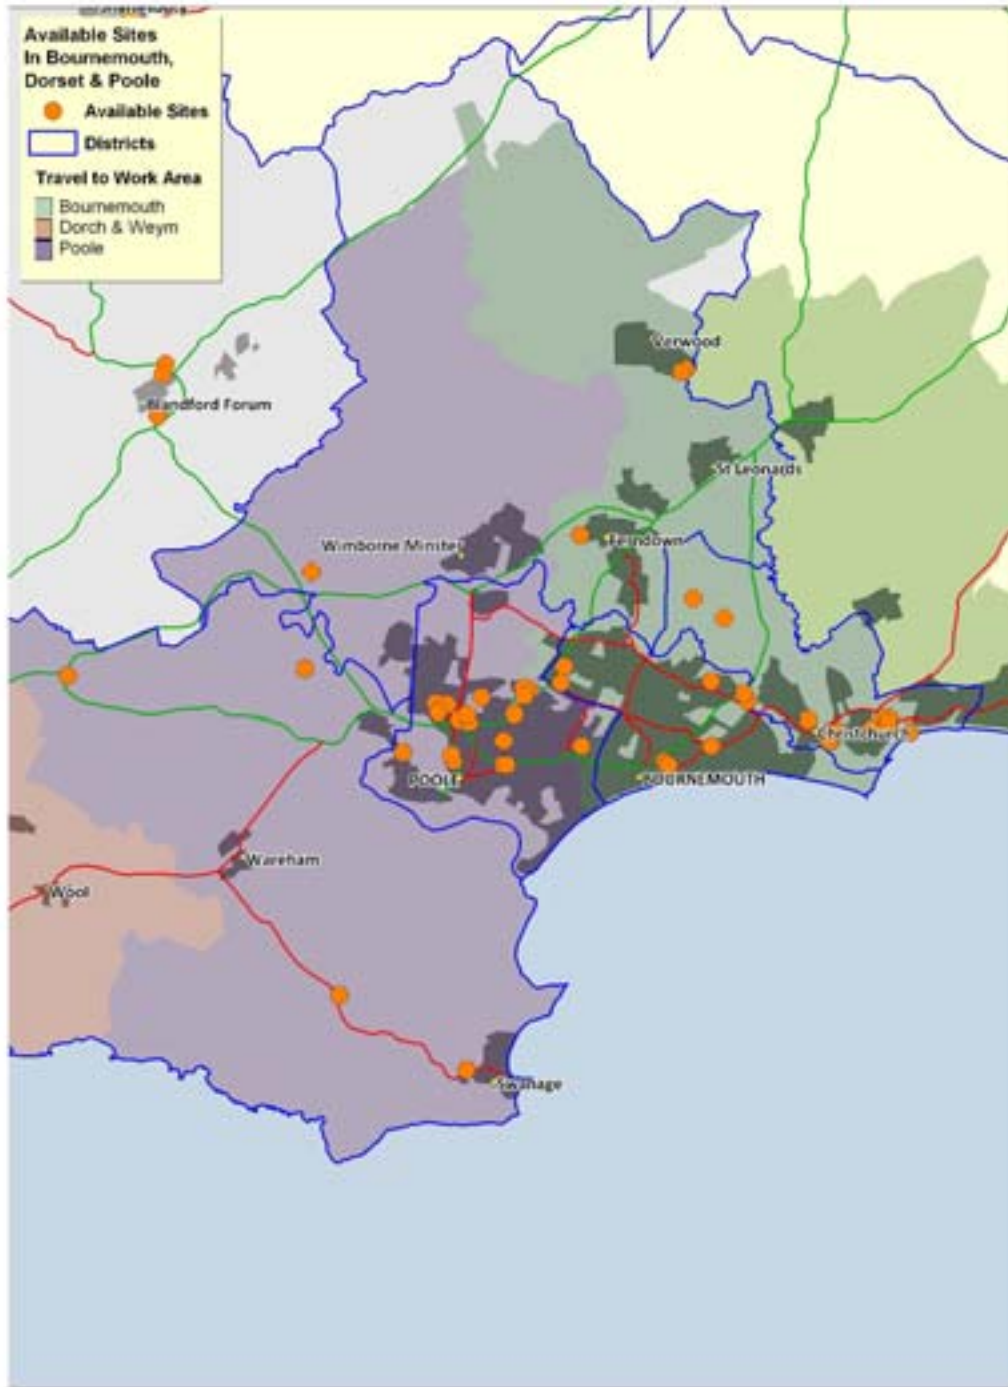 Available Sites
In Bournemouth,
Dorset & Poole
Available Sites
Districts
Travel to Work Area
Bournemouth
Dorch & Weym
Poole
Verwood
Blandford Forum
St Leonards
Wimborne Minster
Ferndown
Christchurch
POOLE
BOURNEMOUTH
Wareham
Wool
Swanage